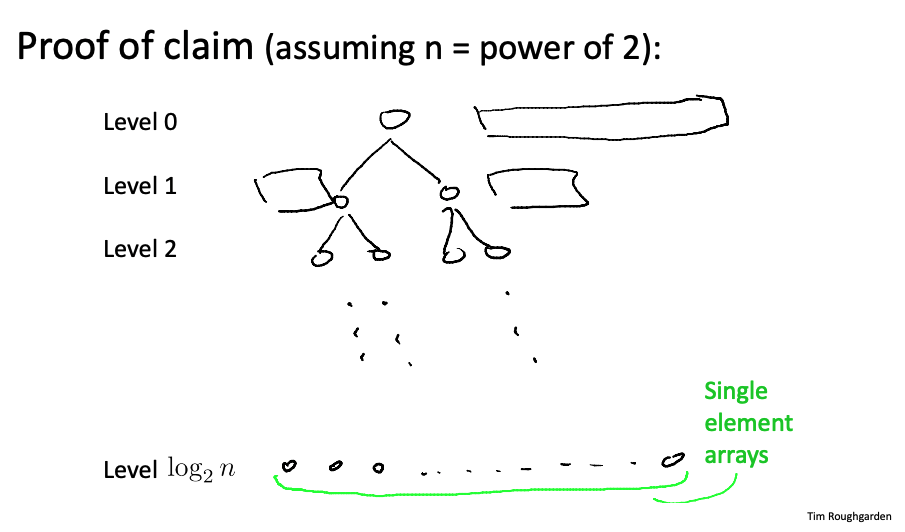 Proof of claim (assuming n = power of 2):
Level 0
Level 1
Level 2
Single
element
arrays
Level log₂ n
Tim Roughgarden